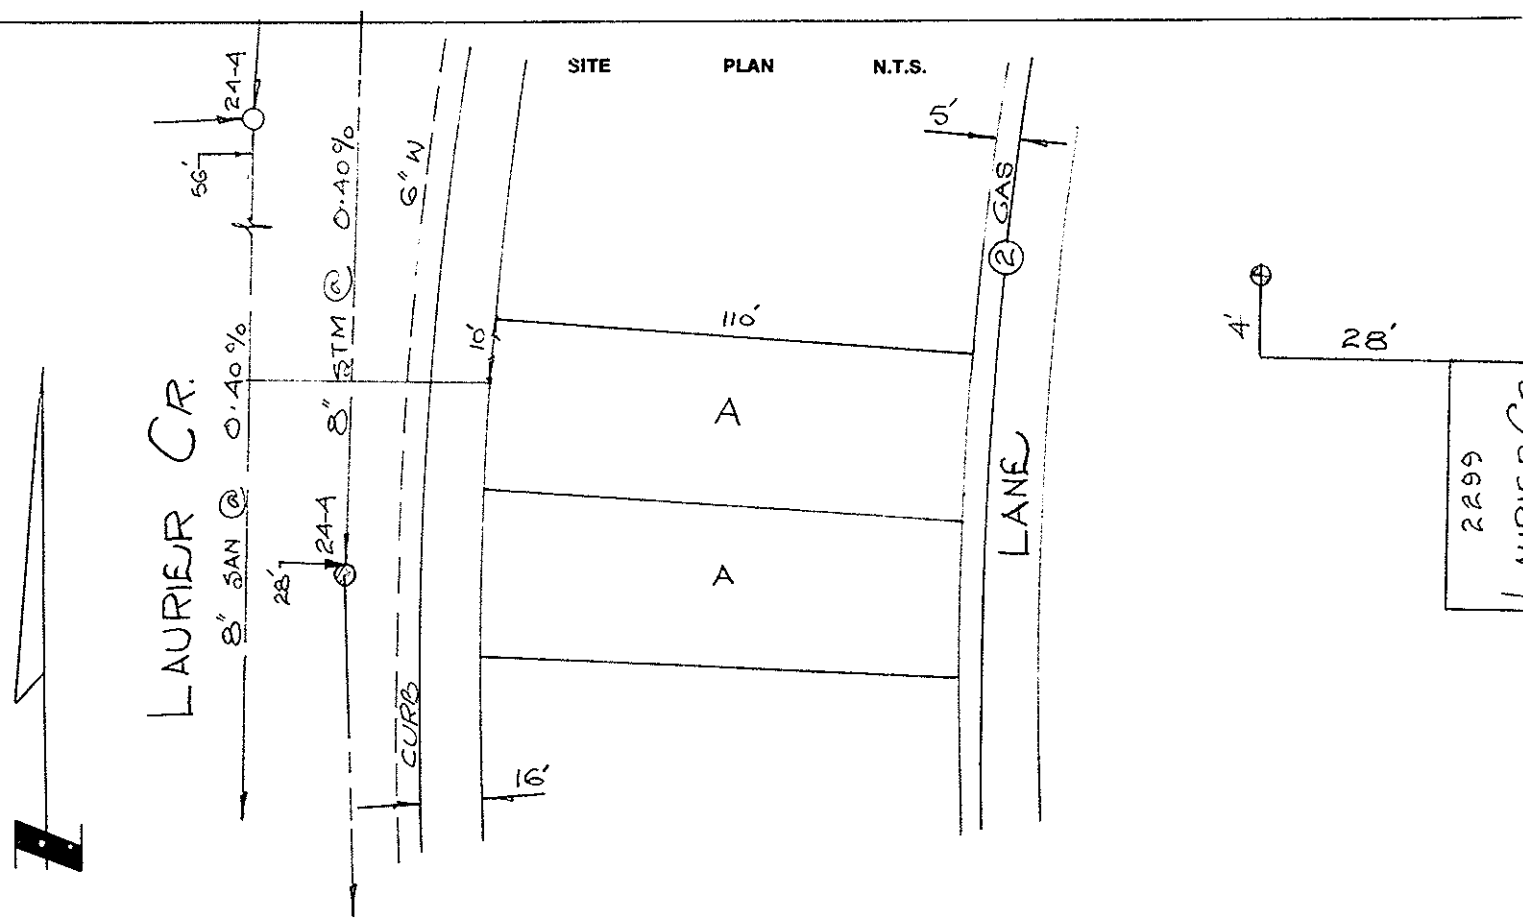 SITE PLAN N.T.S.
24-4
56'
8" SAN @ 0.40%
LAURIER CR.
8" STM @ 0.40%
24-4
28'
6" W
CURB
16'
10'
110'
A
A
5'
GAS
2
LANE
4'
28'
2299